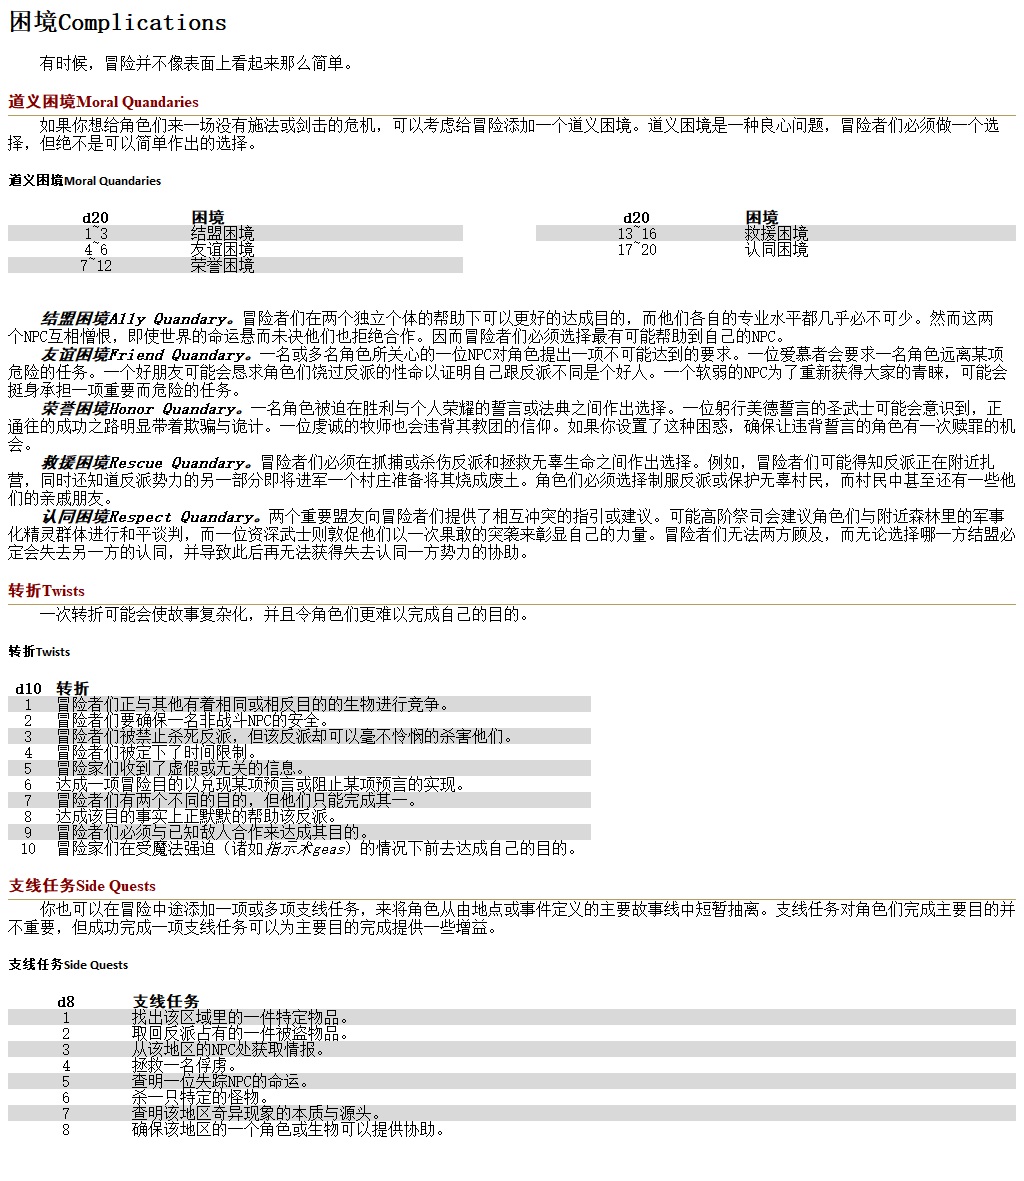 困境Complications
有时候，冒险并不像表面上看起来那么简单。
道义困境Moral Quandaries
如果你想给角色们来一场没有施法或剑击的危机，可以考虑给冒险添加一个道义困境。道义困境是一种良心问题，冒险者们必须做一个选
择，但绝不是可以简单作出的选择。
道义困境Moral Quandaries
d20 困境
1~3 结盟困境
4~6 友谊困境
7~12 荣誉困境
d20 困境
13~16 救援困境
17~20 认同困境
结盟困境Ally Quandary。冒险者们在两个独立个体的帮助下可以更好的达成目的，而他们各自的专业水平都几乎必不可少。然而这两
个NPC互相憎恨，即使世界的命运悬而未决他们也拒绝合作。因而冒险者们必须选择最有可能帮助到自己的NPC。
友谊困境Friend Quandary。一名或多名角色所关心的一位NPC对角色提出一项不可能达到的要求。一位爱慕者会要求一名角色远离某项
危险的任务。一个好朋友可能会恳求角色们饶过反派的性命以证明自己跟反派不同是个好人。一个软弱的NPC为了重新获得大家的青睐，可能会
挺身承担一项重要而危险的任务。
荣誉困境Honor Quandary。一名角色被迫在胜利与个人荣耀的誓言或法典之间作出选择。一位躬行美德誓言的圣武士可能会意识到，正
通往的成功之路明显带着欺骗与诡计。一位虔诚的牧师也会违背其教团的信仰。如果你设置了这种困惑，确保让违背誓言的角色有一次赎罪的机
会。
救援困境Rescue Quandary。冒险者们必须在抓捕或杀伤反派和拯救无辜生命之间作出选择。例如，冒险者们可能得知反派正在附近扎
营，同时还知道反派势力的另一部分即将进军一个村庄准备将其烧成废土。角色们必须选择制服反派或保护无辜村民，而村民中甚至还有一些他
们的亲戚朋友。
认同困境Respect Quandary。两个重要盟友向冒险者们提供了相互冲突的指引或建议。可能高阶祭司会建议角色们与附近森林里的军事
化精灵群体进行和平谈判，而一位资深武士则敦促他们以一次果敢的突袭来彰显自己的力量。冒险者们无法两方顾及，而无论选择哪一方结盟必
定会失去另一方的认同，并导致此后再无法获得失去认同一方势力的协助。
转折Twists
一次转折可能会使故事复杂化，并且令角色们更难以完成自己的目的。
转折Twists
d10 转折
1 冒险者们正与其他有着相同或相反目的的生物进行竞争。
2 冒险者们要确保一名非战斗NPC的安全。
3 冒险者们被禁止杀死反派，但该反派却可以毫不怜悯的杀害他们。
4 冒险者们被定下了时间限制。
5 冒险家们收到了虚假或无关的信息。
6 达成一项冒险目的以兑现某项预言或阻止某项预言的实现。
7 冒险者们有两个不同的目的，但他们只能完成其一。
8 达成该目的事实上正默默的帮助该反派。
9 冒险者们必须与已知敌人合作来达成其目的。
10 冒险家们在受魔法强迫（诸如指示术geas）的情况下前去达成自己的目的。
支线任务Side Quests
你也可以在冒险中途添加一项或多项支线任务，来将角色从由地点或事件定义的主要故事线中短暂抽离。支线任务对角色们完成主要目的并
不重要，但成功完成一项支线任务可以为主要目的完成提供一些增益。
支线任务Side Quests
d8 支线任务
1 找出该区域里的一件特定物品。
2 取回反派占有的一件被盗物品。
3 从该地区的NPC处获取情报。
4 拯救一名俘虏。
5 查明一位失踪NPC的命运。
6 杀一只特定的怪物。
7 查明该地区奇异现象的本质与源头。
8 确保该地区的一个角色或生物可以提供协助。